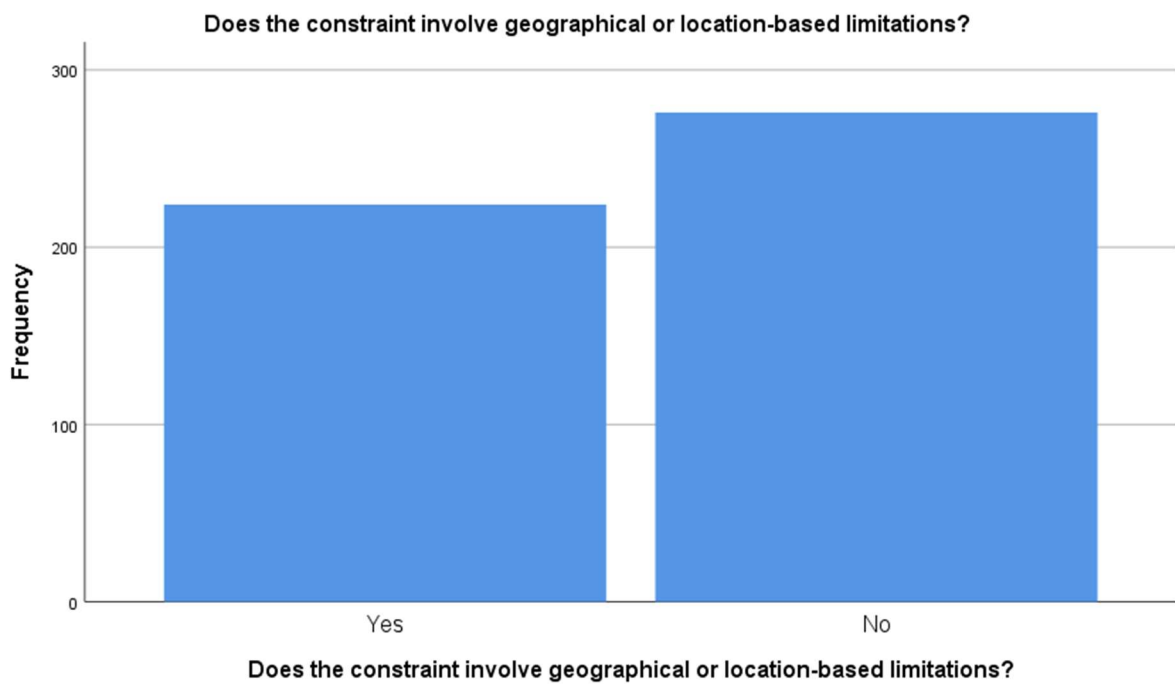 Does the constraint involve geographical or location-based limitations?
300
200
100
0
Frequency
Yes
No
Does the constraint involve geographical or location-based limitations?